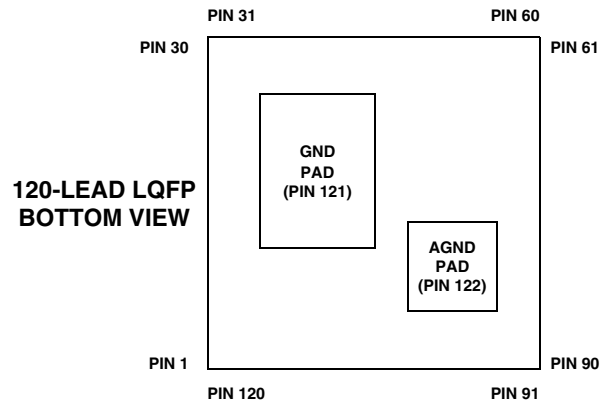 PIN 31
PIN 60
PIN 30
PIN 61
GND
PAD
(PIN 121)
120-LEAD LQFP
BOTTOM VIEW
AGND
PAD
(PIN 122)
PIN 1
PIN 90
PIN 120
PIN 91